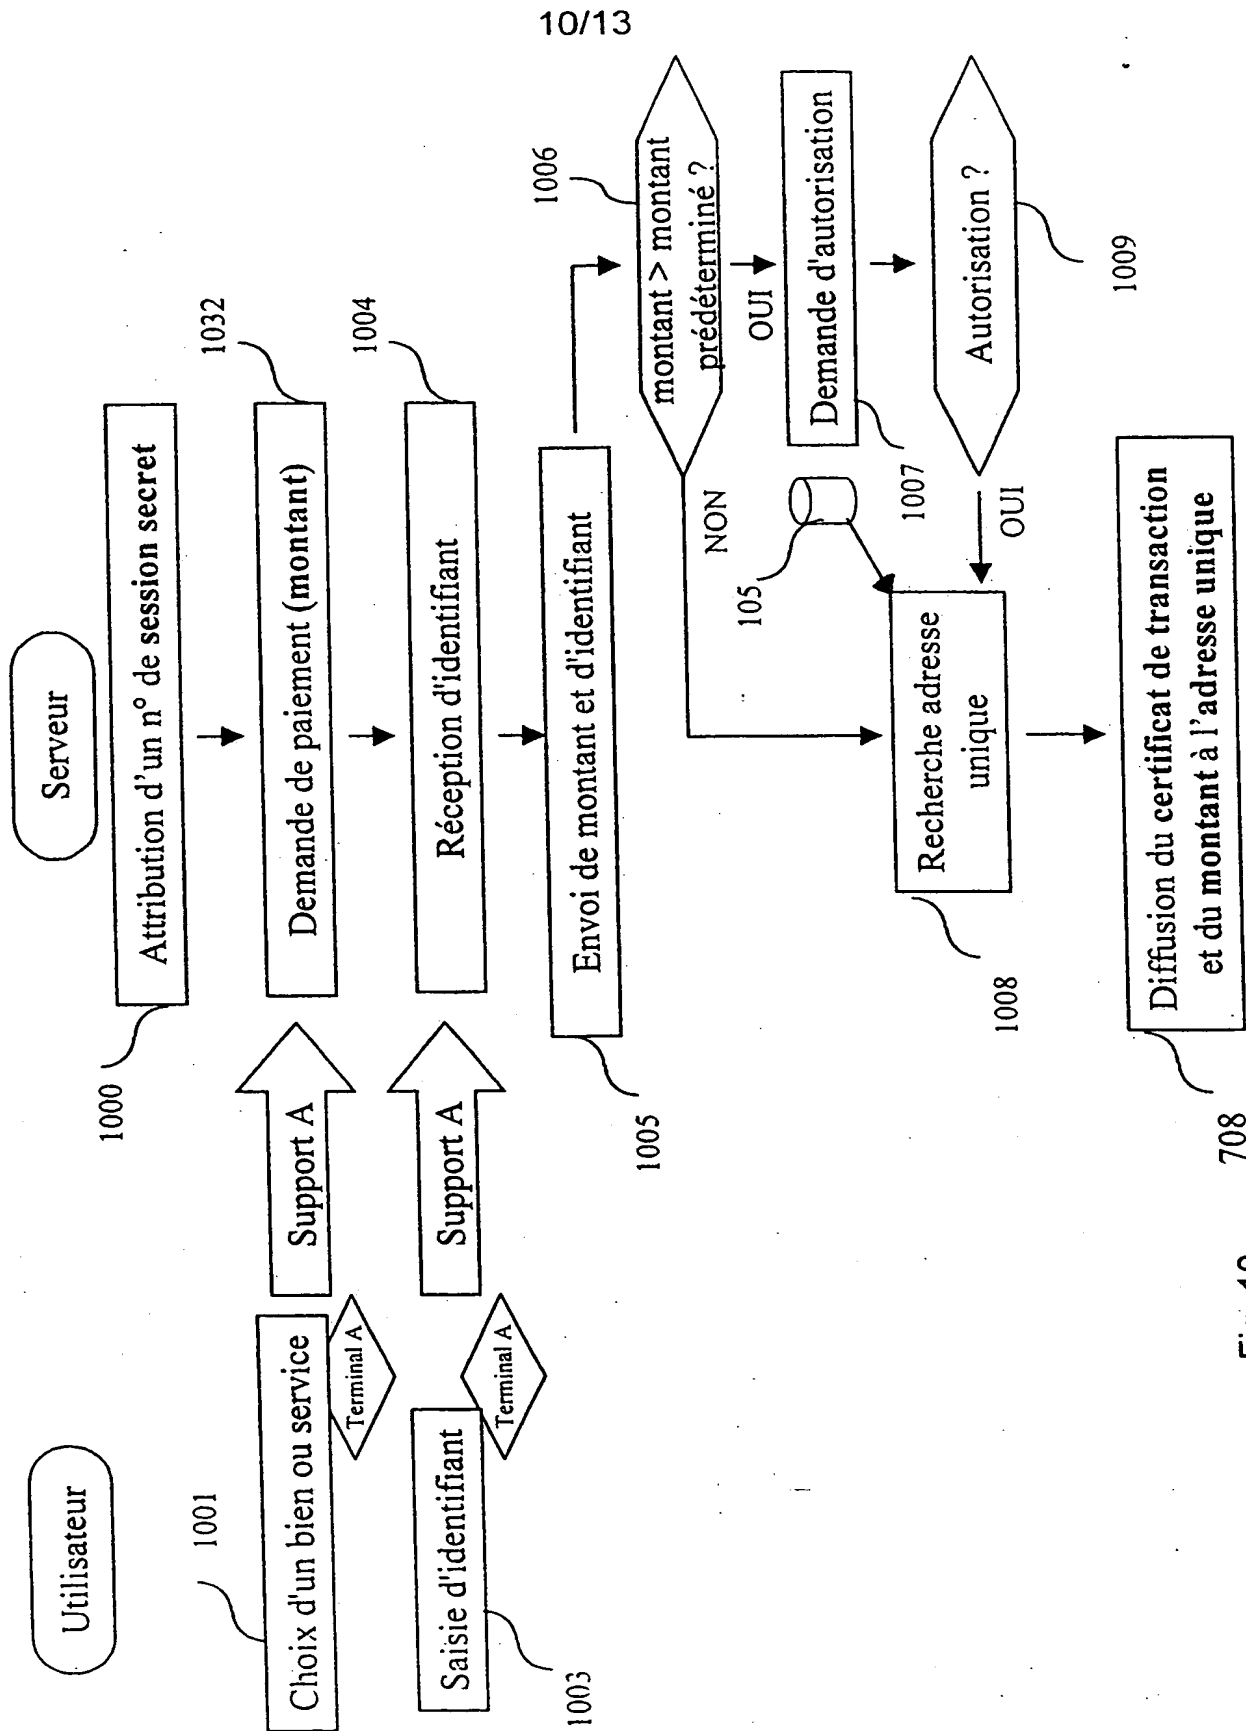 10/13
Utilisateur
Serveur
1000
Attribution d'un n° de session secret
1001
Choix d'un bien ou service
Terminal A
Support A
Demande de paiement (montant)
1032
1003
Saisie d'identifiant
Terminal A
Support A
Réception d'identifiant
1004
1005
Envoi de montant et d'identifiant
1006
montant > montant
prédéterminé ?
NON
OUI
105
Demande d'autorisation
1007
Autorisation ?
1009
OUI
1008
Recherche adresse
unique
708
Diffusion du certificat de transaction
et du montant à l'adresse unique